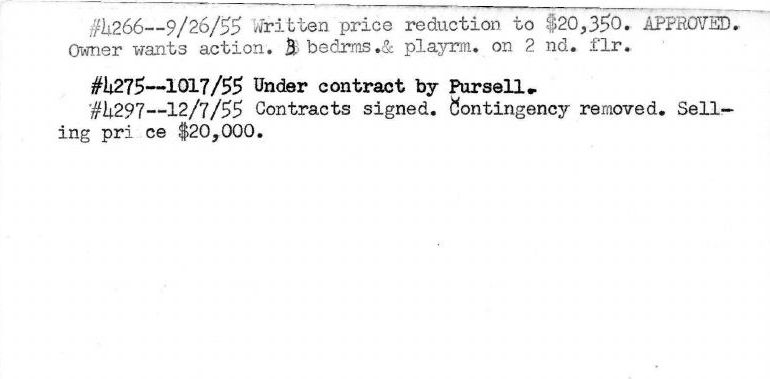 #4266--9/26/55 Written price reduction to $20,350. APPROVED.
Owner wants action. 3 bedrms.& playrm. on 2 nd. flr.
#4275--1017/55 Under contract by Pursell.
#4297--12/7/55 Contracts signed. Contingency removed. Sell-
ing pri ce $20,000.